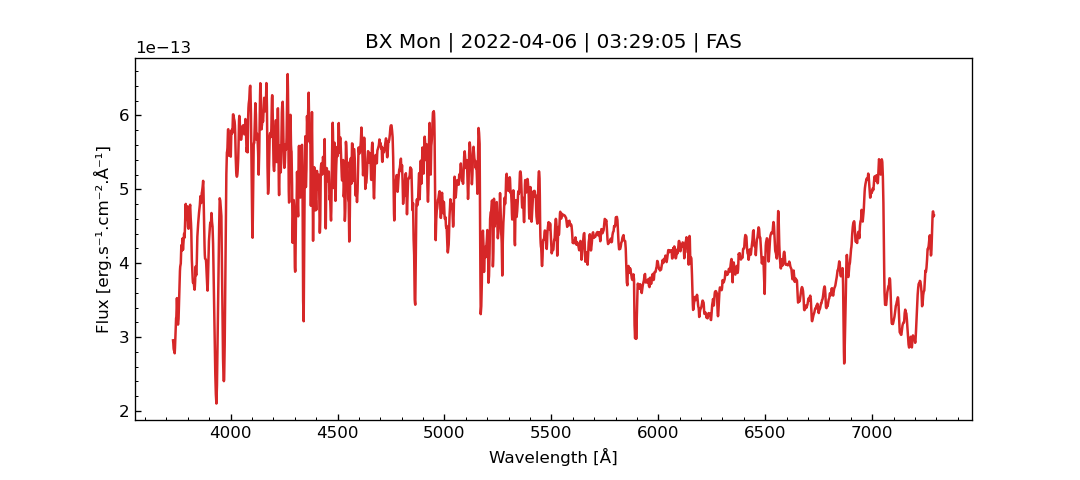 BX Mon | 2022-04-06 | 03:29:05 | FAS
1e−13
6
5
4
3
2
Flux [erg.s⁻¹.cm⁻².Å⁻¹]
4000 4500 5000 5500 6000 6500 7000
Wavelength [Å]